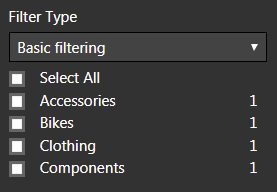 Filter Type
Basic filtering
Select All
Accessories 1
Bikes 1
Clothing 1
Components 1